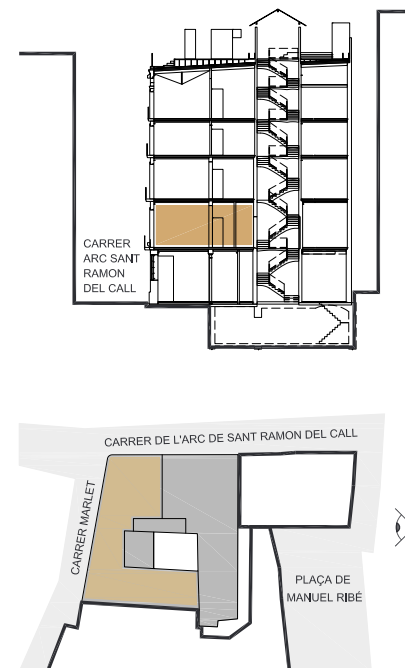 CARRER
ARC SANT
RAMON
DEL CALL
CARRER DE L'ARC DE SANT RAMON DEL CALL
CARRER MARLET
PLAÇA DE
MANUEL RIBÉ